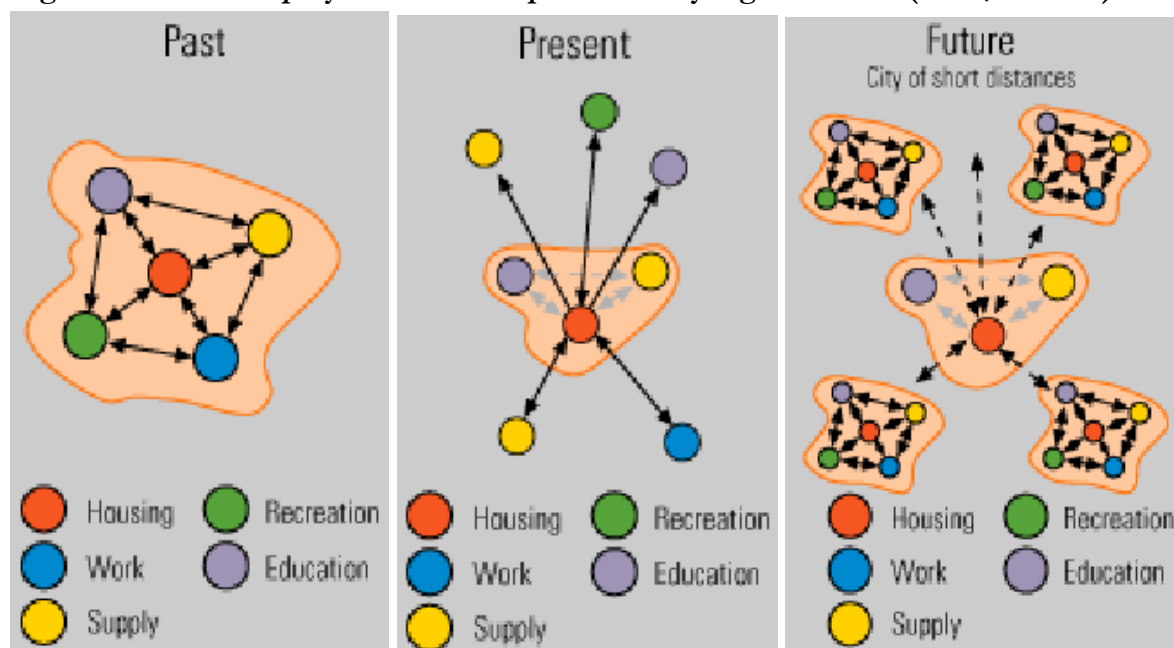 Past
Housing
Recreation
Work
Education
Supply
Present
Housing
Recreation
Work
Education
Supply
Future
City of short distances
Housing
Recreation
Work
Education
Supply